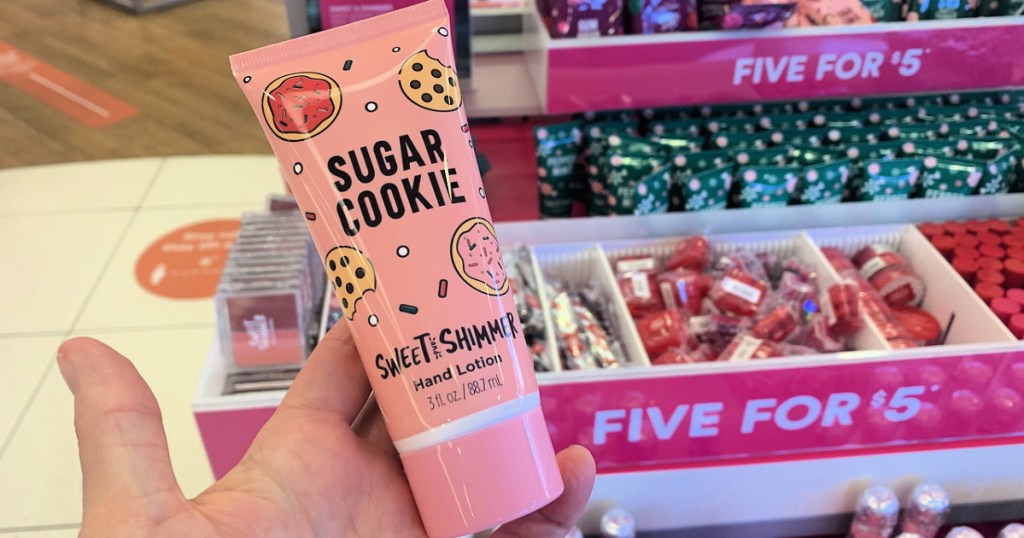 FIVE FOR $5*
SUGAR
COOKIE
SWEET AND SHIMMER
Hand Lotion
3 fl. oz. / 88.7 mL
FIVE FOR $5*